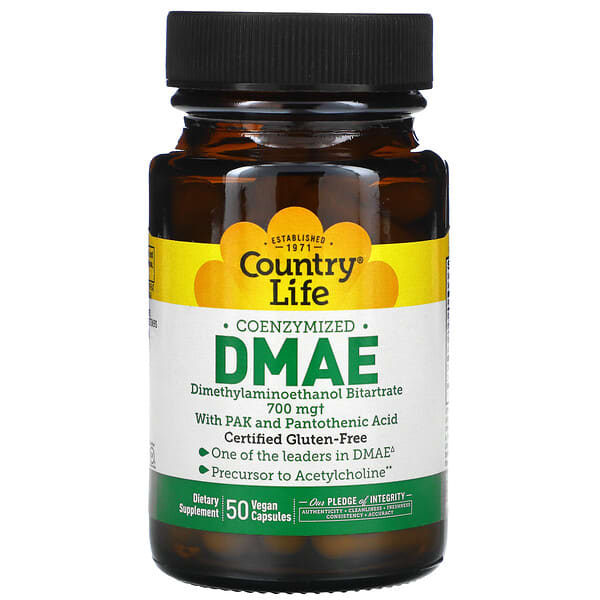 ESTABLISHED
1971
Country®
Life
• COENZYMIZED •
DMAE
Dimethylaminoethanol Bitartrate
700 mg†
With PAK and Pantothenic Acid
Certified Gluten-Free
One of the leaders in DMAE∆
Precursor to Acetylcholine**
Dietary
Supplement
50 Vegan
Capsules
Our PLEDGE of INTEGRITY
AUTHENTICITY • CLEANLINESS • FRESHNESS
CONSISTENCY • ACCURACY